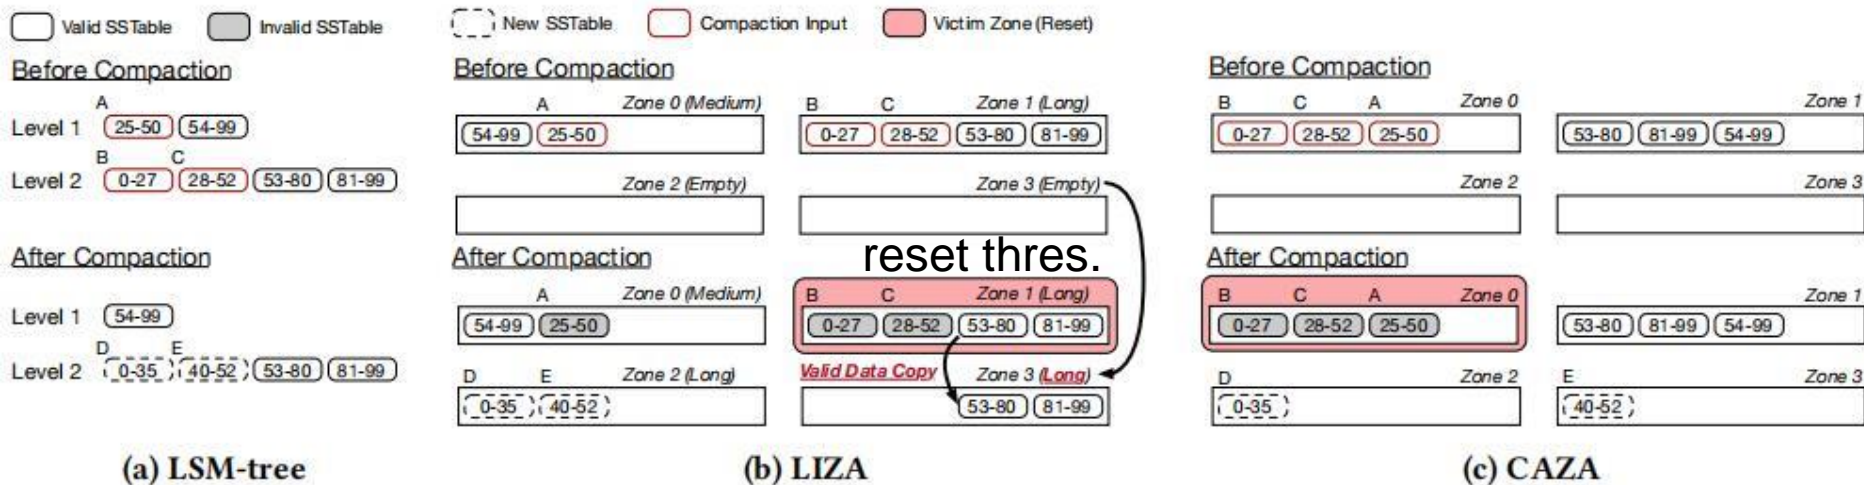 Valid SSTable Invalid SSTable New SSTable Compaction Input Victim Zone (Reset)
Before Compaction
A
Level 1 25-50 54-99
B C
Level 2 0-27 28-52 53-80 81-99
After Compaction
Level 1 54-99
D E
Level 2 0-35 40-52 53-80 81-99
(a) LSM-tree
Before Compaction
A Zone 0 (Medium)
54-99 25-50
B C Zone 1 (Long)
0-27 28-52 53-80 81-99
Zone 2 (Empty)
Zone 3 (Empty)
After Compaction
reset thres.
A Zone 0 (Medium)
54-99 25-50
B C Zone 1 (Long)
0-27 28-52 53-80 81-99
D E Zone 2 (Long)
0-35 40-52
Valid Data Copy Zone 3 (Long)
53-80 81-99
(b) LIZA
Before Compaction
B C A Zone 0
0-27 28-52 25-50
Zone 1
53-80 81-99 54-99
Zone 2
Zone 3
After Compaction
B C A Zone 0
0-27 28-52 25-50
Zone 1
53-80 81-99 54-99
D Zone 2
0-35
E Zone 3
40-52
(c) CAZA